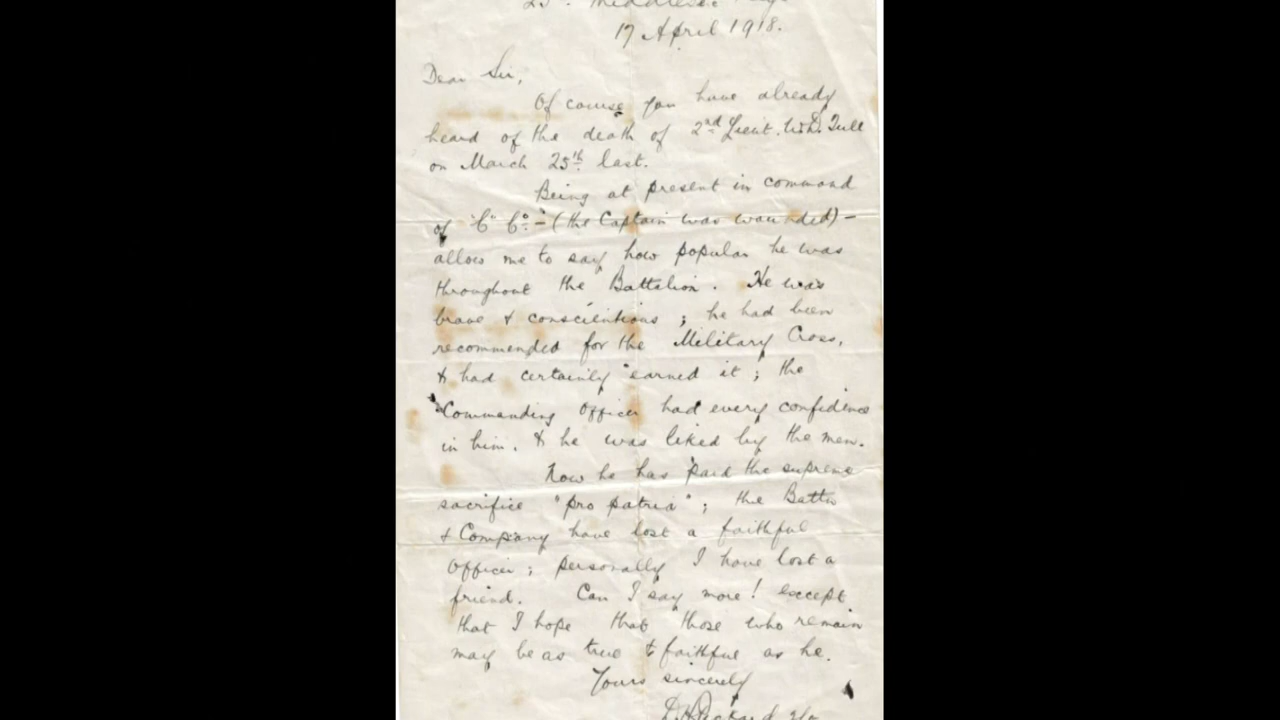 23rd. Middlesex Regt
17 April 1918.
Dear Sir,
Of course you have already
heard of the death of 2nd Lieut. W.D. Tull
on March 25th last.
Being at present in command
of "C" Co. - (the Captain was wounded) -
allow me to say how popular he was
throughout the Battalion. He was
brave & conscientious ; he had been
recommended for the Military Cross,
& had certainly earned it ; the
Commanding Officer had every confidence
in him, & he was liked by the men.
Now he has paid the supreme
sacrifice "pro patria" ; the Battn
& Company have lost a faithful
officer ; personally I have lost a
friend. Can I say more ! except
that I hope that those who remain
may be as true & faithful as he.
Yours sincerely
D.H. Pickard